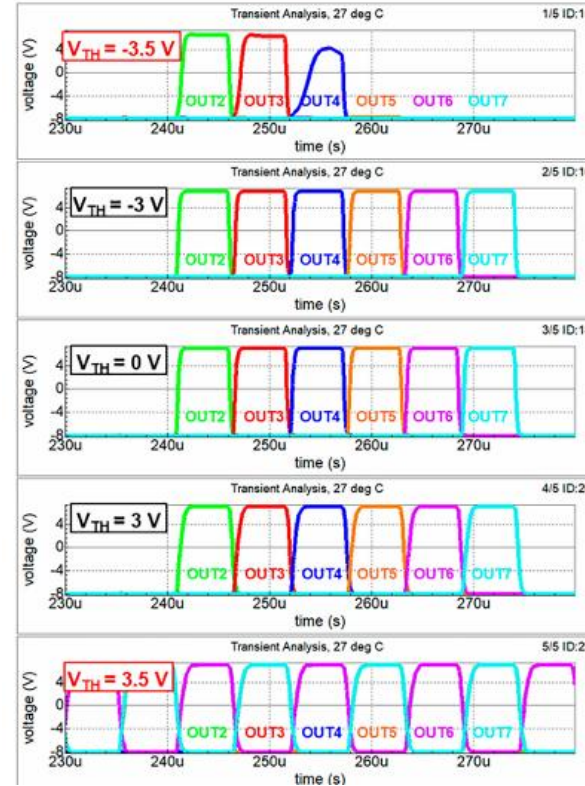 Transient Analysis, 27 deg C 1/5 ID:1
V_TH = -3.5 V
voltage (V)
4
0
-4
-8
OUT2 OUT3 OUT4 OUT5 OUT6 OUT7
230u 240u 250u 260u 270u
time (s)
Transient Analysis, 27 deg C 2/5 ID:1
V_TH = -3 V
voltage (V)
4
0
-4
-8
OUT2 OUT3 OUT4 OUT5 OUT6 OUT7
230u 240u 250u 260u 270u
time (s)
Transient Analysis, 27 deg C 3/5 ID:1
V_TH = 0 V
voltage (V)
4
0
-4
-8
OUT2 OUT3 OUT4 OUT5 OUT6 OUT7
230u 240u 250u 260u 270u
time (s)
Transient Analysis, 27 deg C 4/5 ID:2
V_TH = 3 V
voltage (V)
4
0
-4
-8
OUT2 OUT3 OUT4 OUT5 OUT6 OUT7
230u 240u 250u 260u 270u
time (s)
Transient Analysis, 27 deg C 5/5 ID:2
V_TH = 3.5 V
voltage (V)
4
0
-4
-8
OUT2 OUT3 OUT4 OUT5 OUT6 OUT7
230u 240u 250u 260u 270u
time (s)